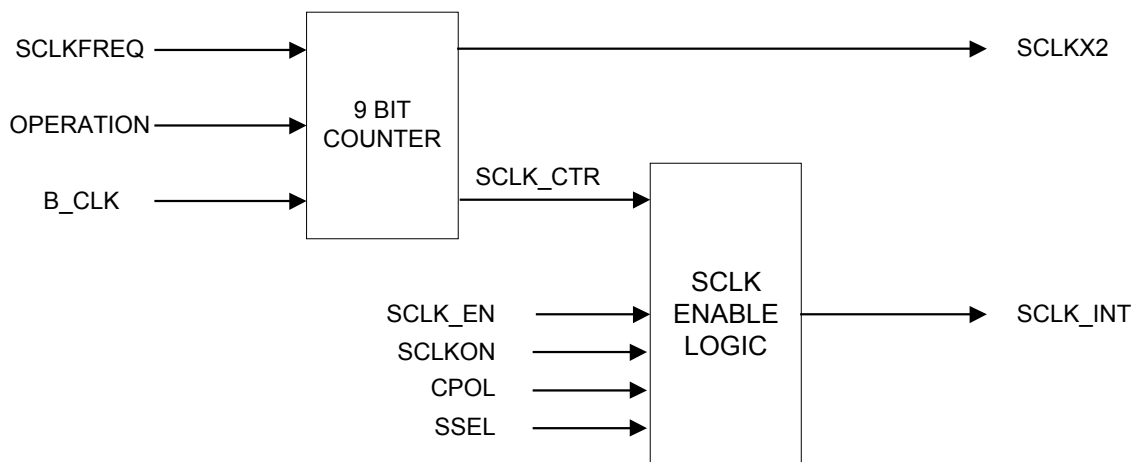 SCLKFREQ
SCLKX2
9 BIT
COUNTER
OPERATION
B_CLK
SCLK_CTR
SCLK
ENABLE
LOGIC
SCLK_EN
SCLK_INT
SCLKON
CPOL
SSEL